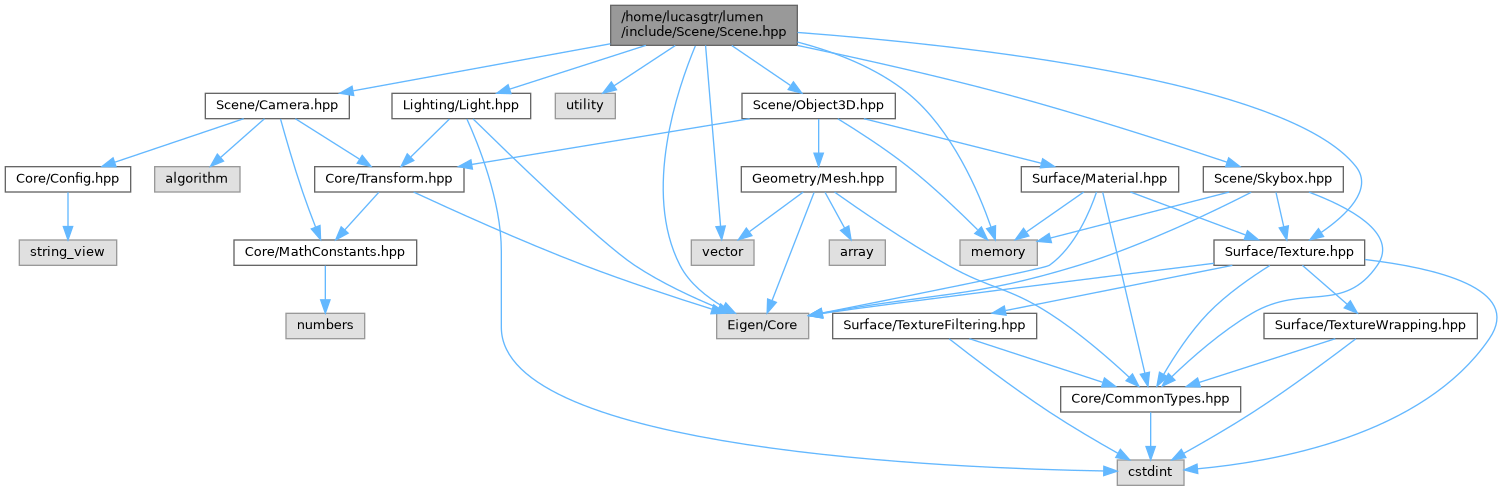 /home/lucasgtr/lumen
/include/Scene/Scene.hpp
Scene/Camera.hpp
Lighting/Light.hpp
utility
Scene/Object3D.hpp
Core/Config.hpp
algorithm
Core/Transform.hpp
Geometry/Mesh.hpp
Surface/Material.hpp
Scene/Skybox.hpp
string_view
Core/MathConstants.hpp
vector
array
memory
Surface/Texture.hpp
numbers
Eigen/Core
Surface/TextureFiltering.hpp
Surface/TextureWrapping.hpp
Core/CommonTypes.hpp
cstdint